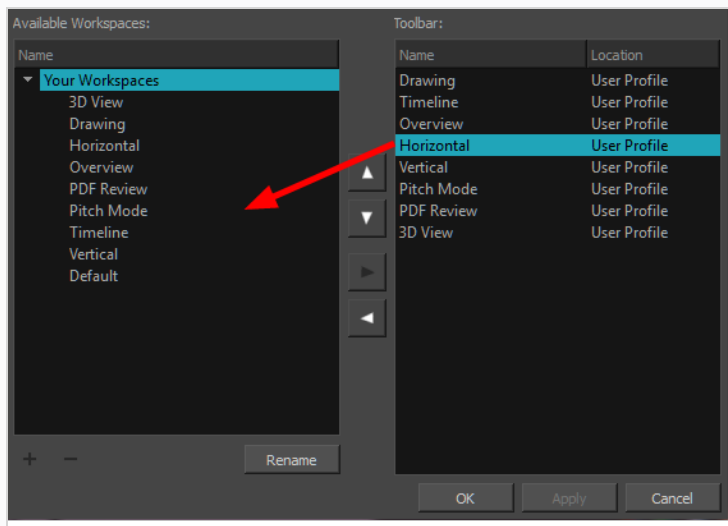 Available Workspaces:
Name
Your Workspaces
3D View
Drawing
Horizontal
Overview
PDF Review
Pitch Mode
Timeline
Vertical
Default
Rename
Toolbar:
Name Location
Drawing User Profile
Timeline User Profile
Overview User Profile
Horizontal User Profile
Vertical User Profile
Pitch Mode User Profile
PDF Review User Profile
3D View User Profile
OK Apply Cancel